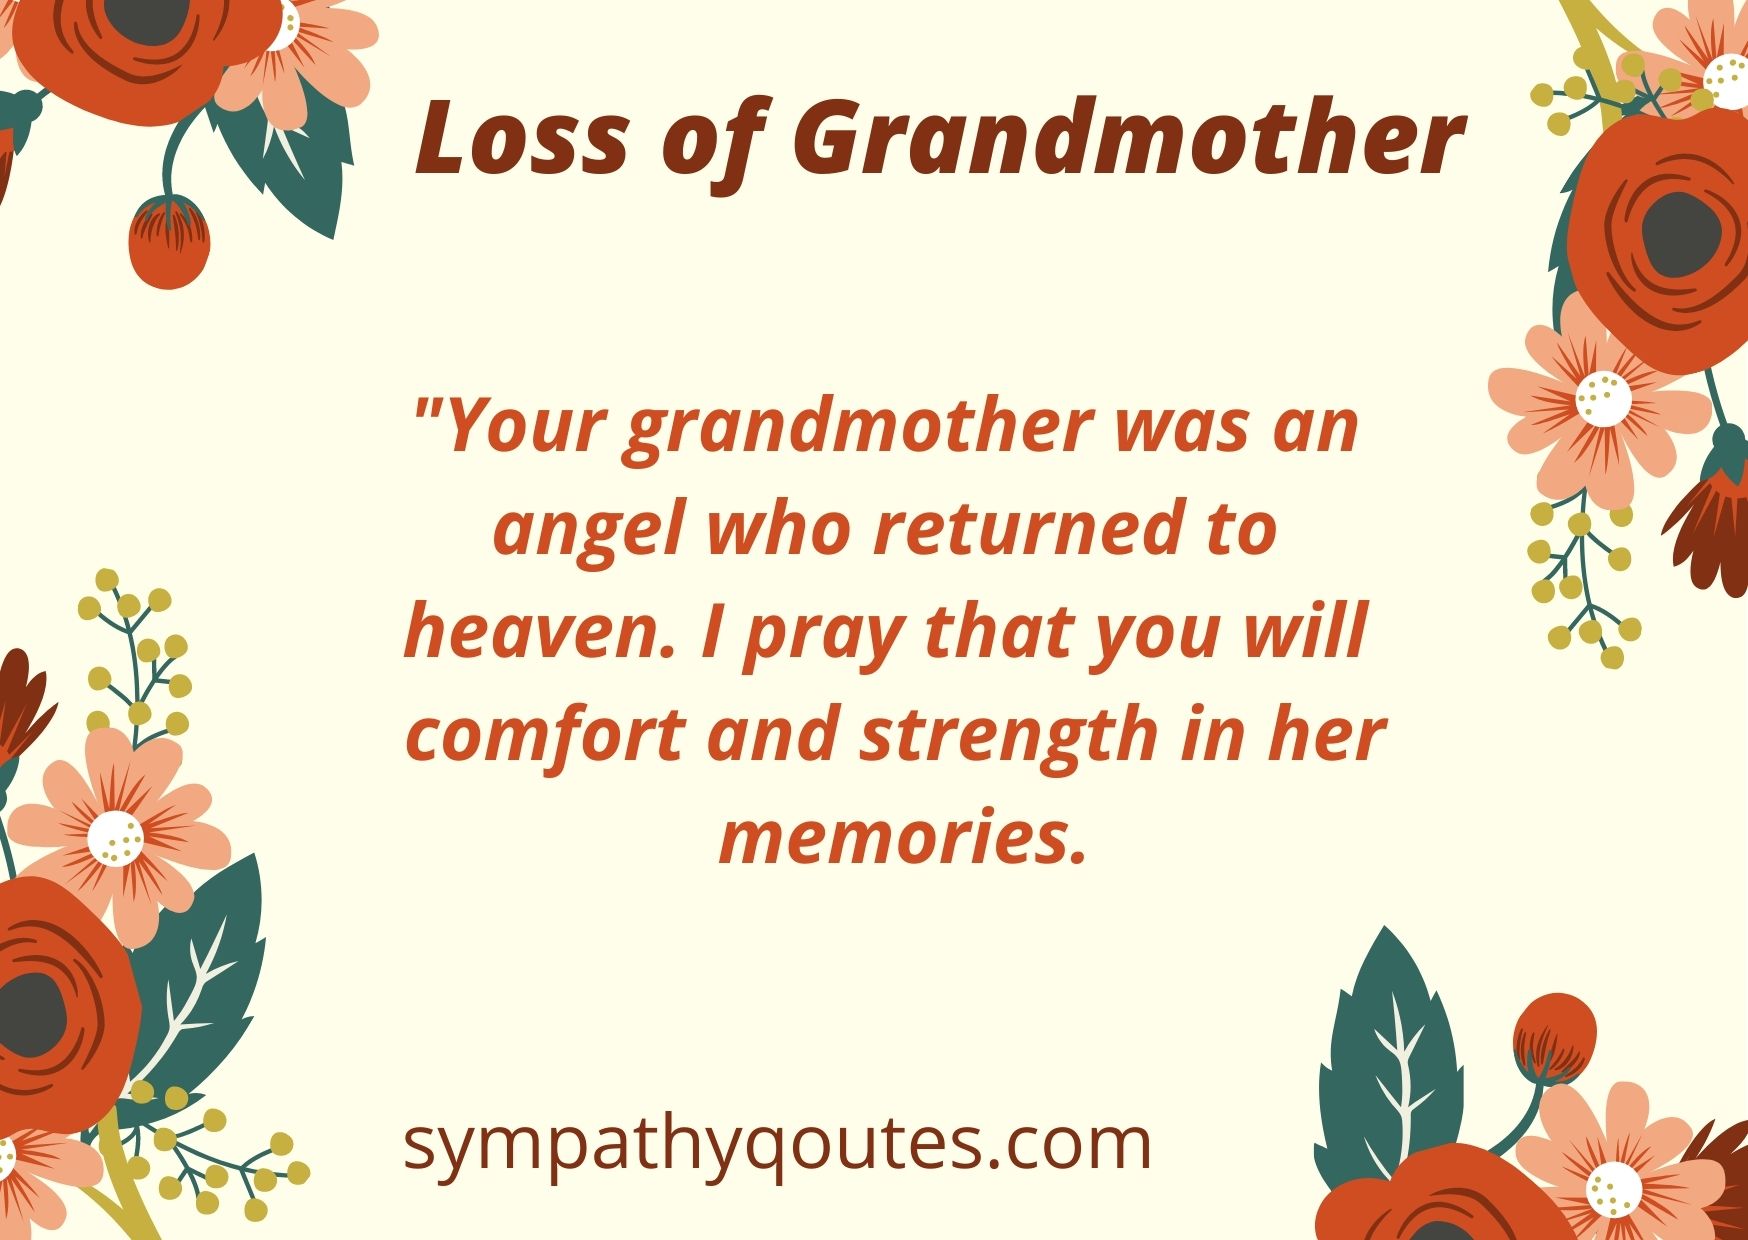 Loss of Grandmother
"Your grandmother was an
angel who returned to
heaven. I pray that you will
comfort and strength in her
memories.
sympathyqoutes.com